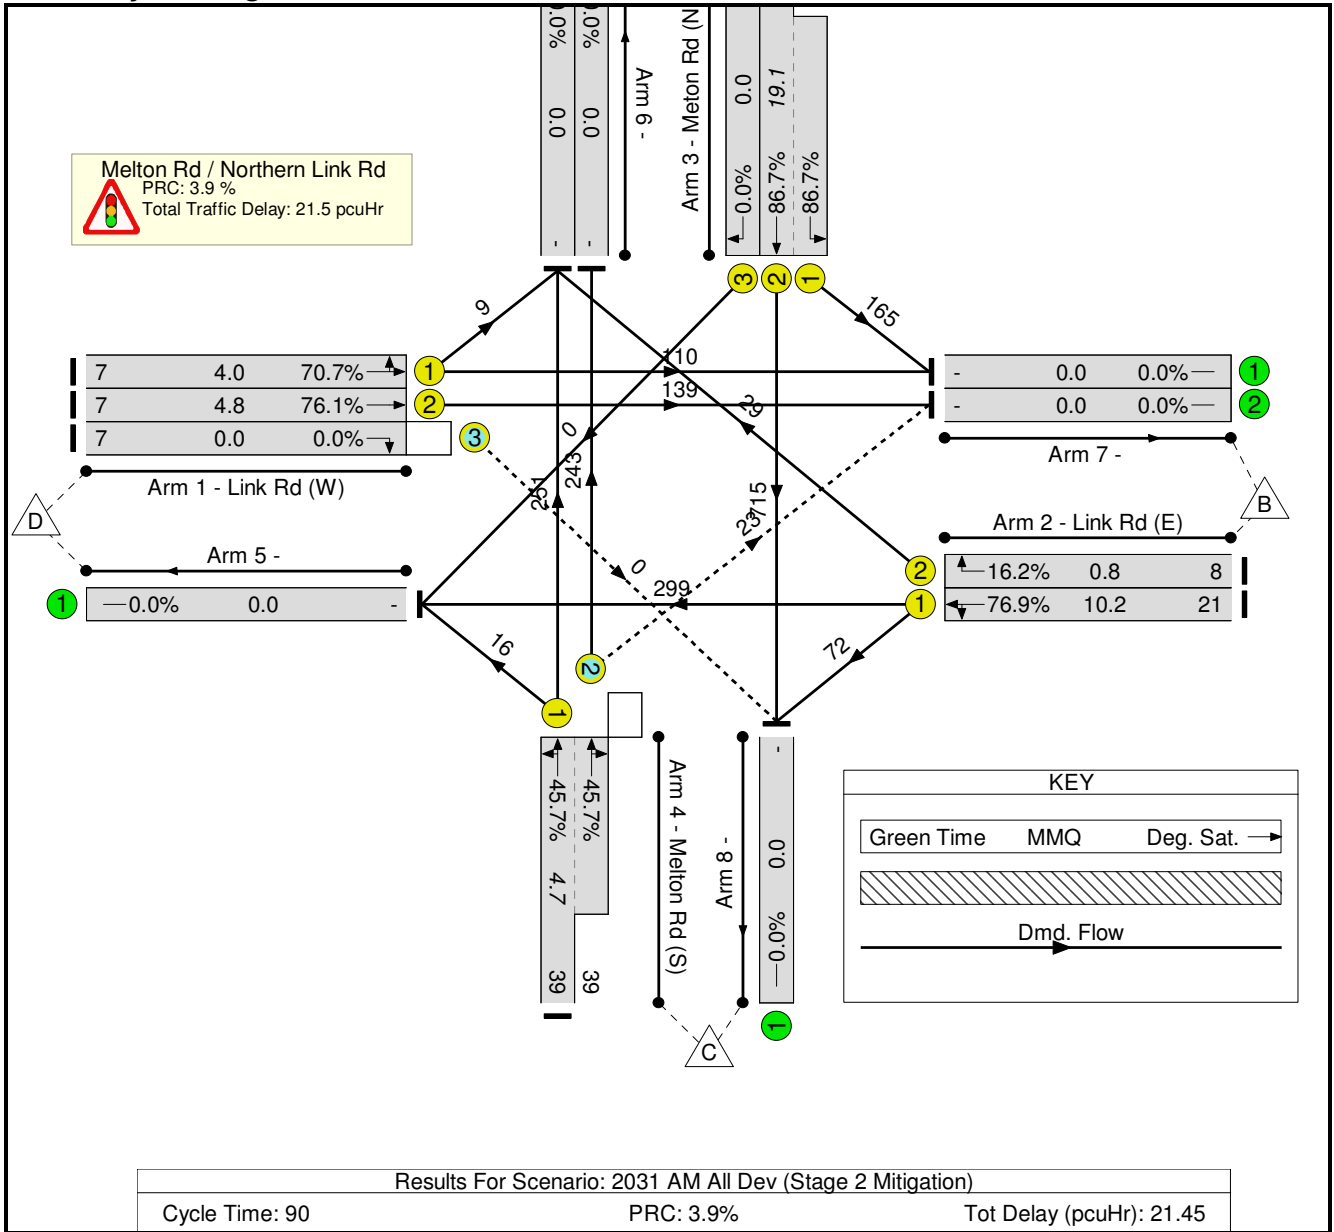 0.0%
0.0
-
0.0%
0.0
-
Arm 6 -
Arm 3 - Meton Rd (N
0.0
0.0%
19.1
86.7%
86.7%
Melton Rd / Northern Link Rd
PRC: 3.9 %
Total Traffic Delay: 21.5 pcuHr
3
2
1
9
165
7 4.0 70.7%
1
110
- 0.0 0.0%
1
7 4.8 76.1%
2
139
- 0.0 0.0%
2
7 0.0 0.0%
3
0
29
Arm 7 -
Arm 1 - Link Rd (W)
243
251
715
237
D
B
Arm 2 - Link Rd (E)
Arm 5 -
0
2
16.2% 0.8 8
1
0.0% 0.0 -
299
1
76.9% 10.2 21
16
72
2
1
45.7%
4.7
39
45.7%
39
Arm 4 - Melton Rd (S)
Arm 8 -
-
0.0
0.0%
1
C
KEY
Green Time MMQ Deg. Sat.
Dmd. Flow
Results For Scenario: 2031 AM All Dev (Stage 2 Mitigation)
Cycle Time: 90 PRC: 3.9% Tot Delay (pcuHr): 21.45